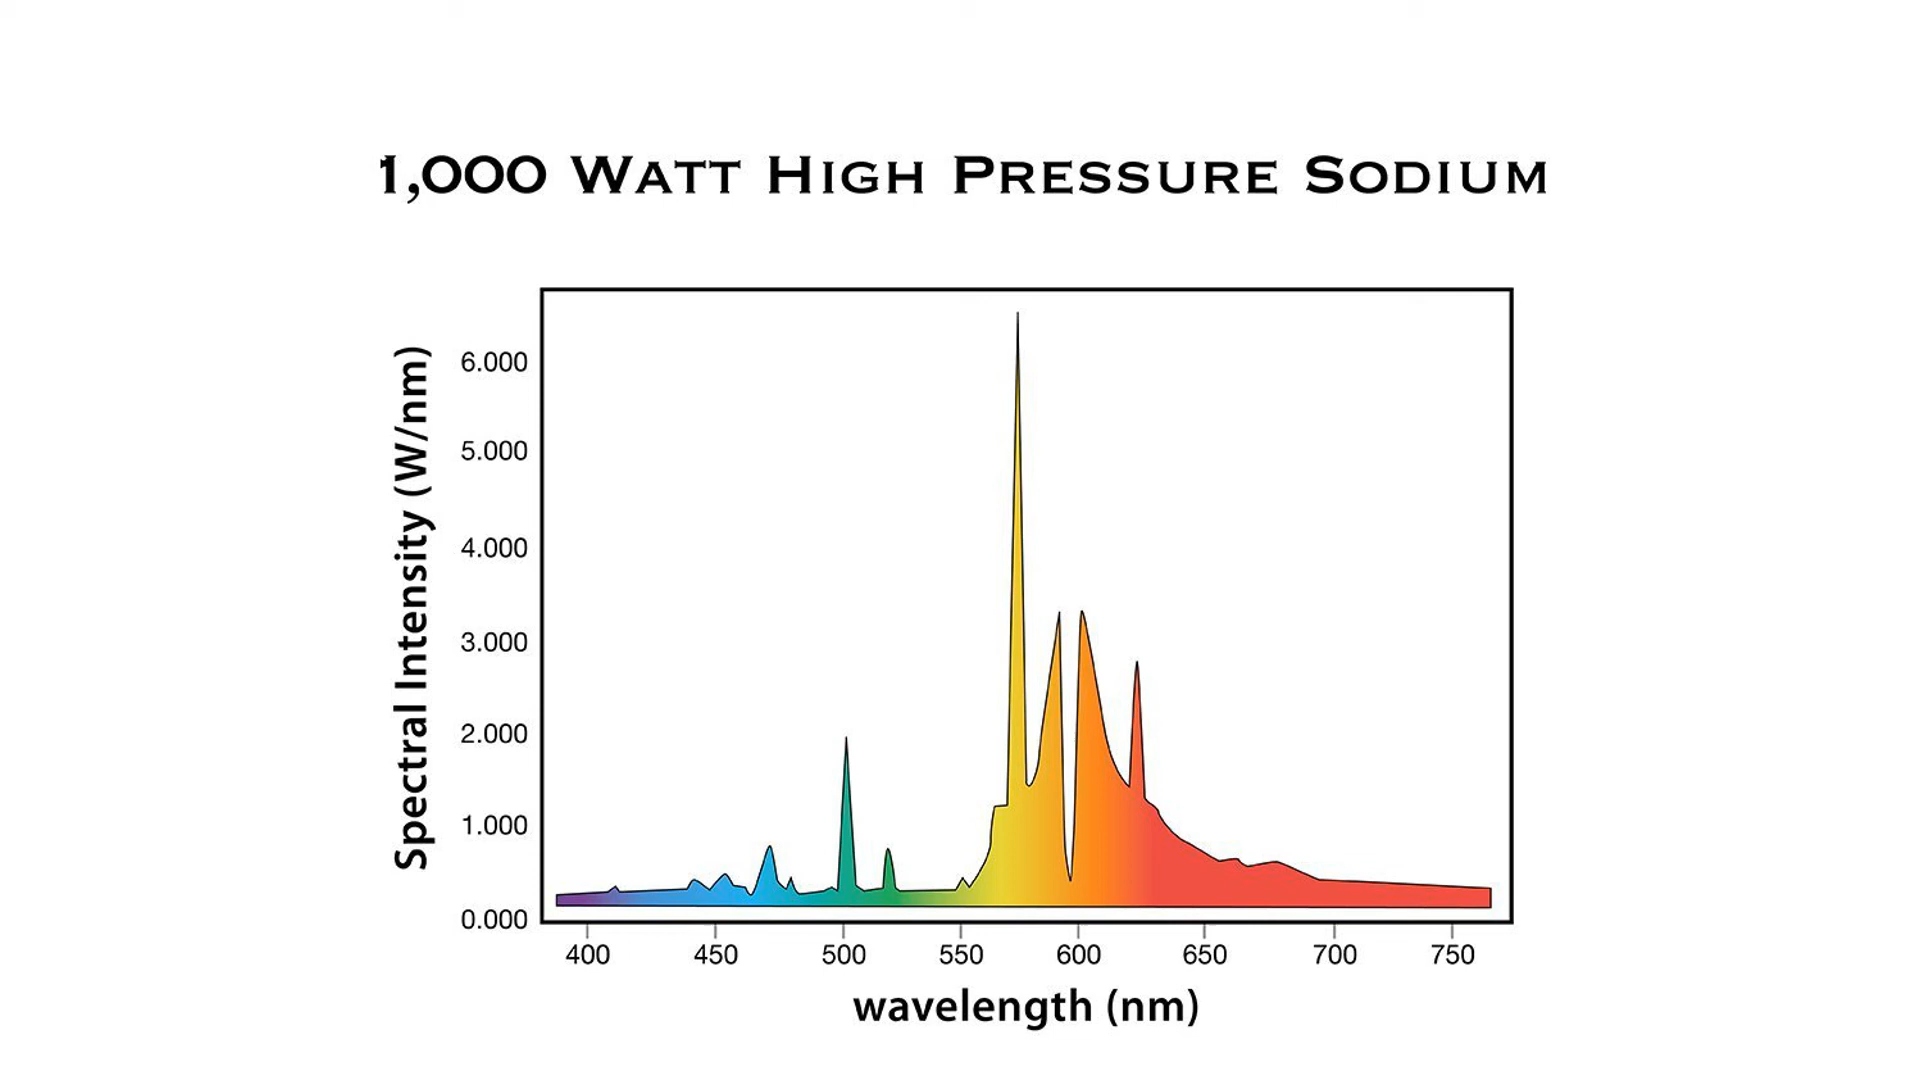 1,000 Watt High Pressure Sodium
Spectral Intensity (W/nm)
6.000
5.000
4.000
3.000
2.000
1.000
0.000
400 450 500 550 600 650 700 750
wavelength (nm)